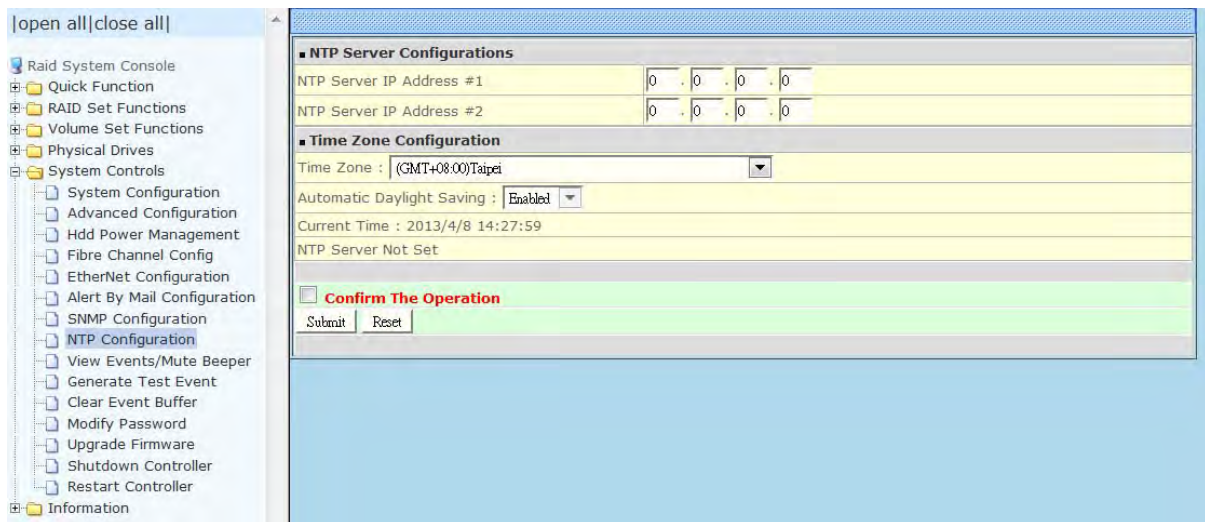 |open all|close all|
Raid System Console
Quick Function
RAID Set Functions
Volume Set Functions
Physical Drives
System Controls
System Configuration
Advanced Configuration
Hdd Power Management
Fibre Channel Config
EtherNet Configuration
Alert By Mail Configuration
SNMP Configuration
NTP Configuration
View Events/Mute Beeper
Generate Test Event
Clear Event Buffer
Modify Password
Upgrade Firmware
Shutdown Controller
Restart Controller
Information
NTP Server Configurations
NTP Server IP Address #1 0 . 0 . 0 . 0
NTP Server IP Address #2 0 . 0 . 0 . 0
Time Zone Configuration
Time Zone : (GMT+08:00)Taipei
Automatic Daylight Saving : Enabled
Current Time : 2013/4/8 14:27:59
NTP Server Not Set
Confirm The Operation
Submit Reset